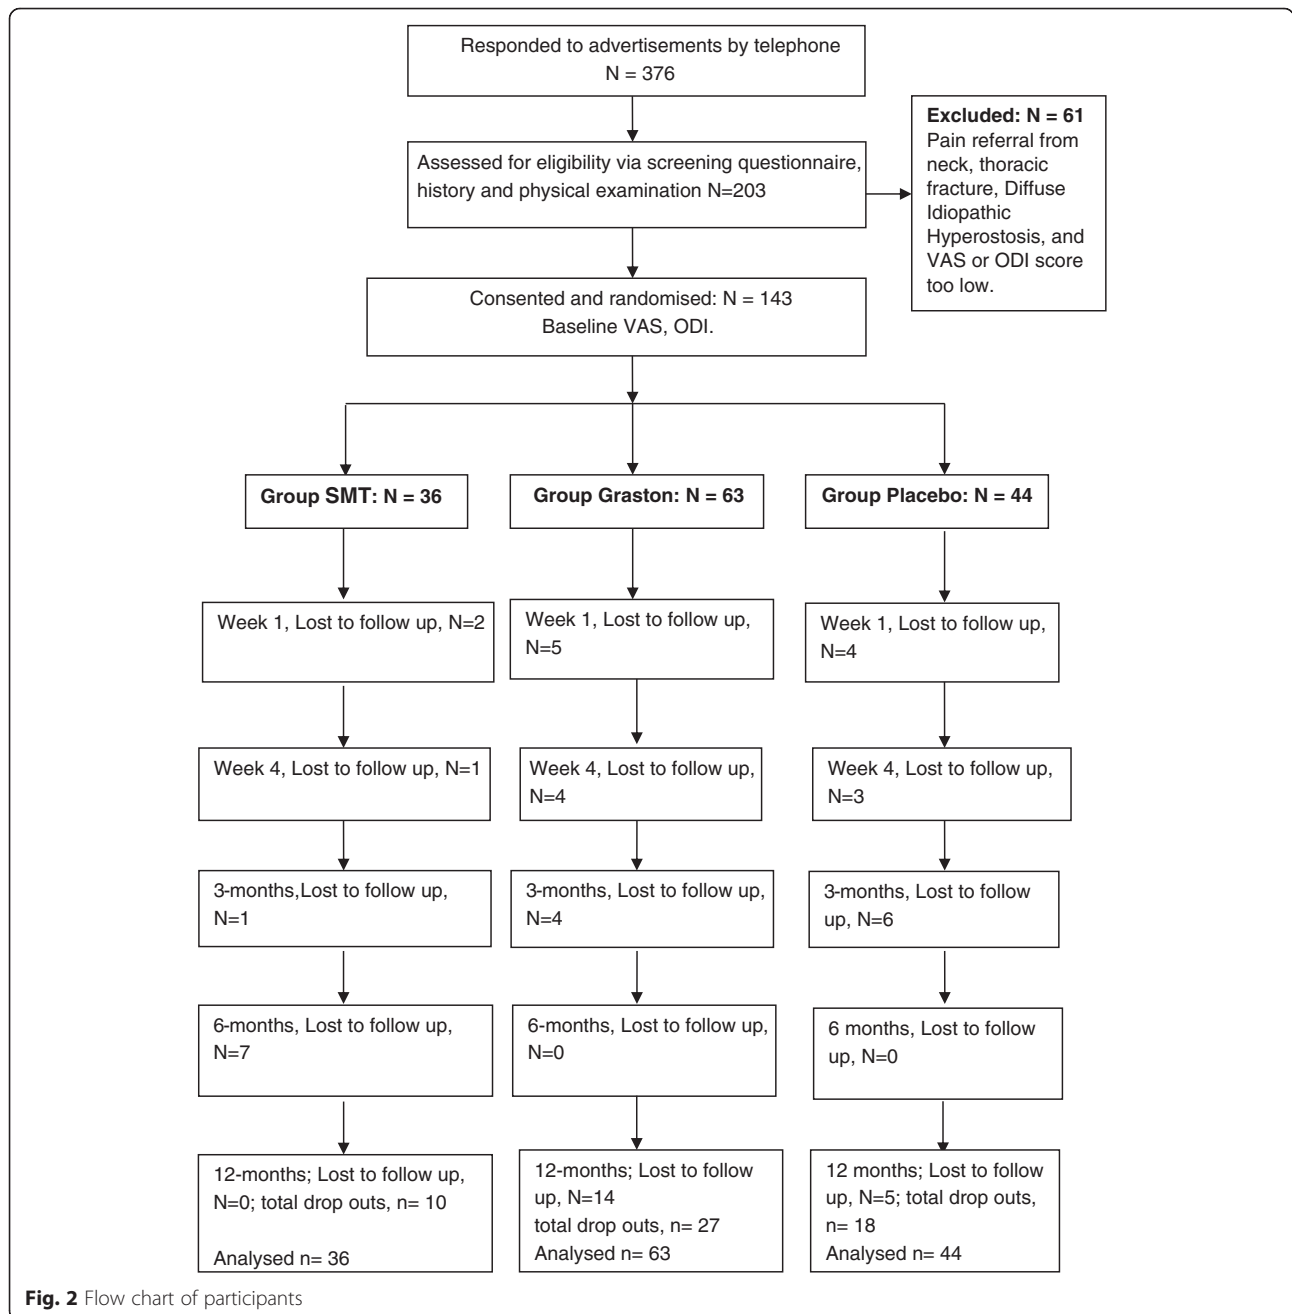 Responded to advertisements by telephone
N = 376
Excluded: N = 61
Pain referral from
neck, thoracic
fracture, Diffuse
Idiopathic
Hyperostosis, and
VAS or ODI score
too low.
Assessed for eligibility via screening questionnaire,
history and physical examination N=203
Consented and randomised: N = 143
Baseline VAS, ODI.
Group SMT: N = 36
Group Graston: N = 63
Group Placebo: N = 44
Week 1, Lost to follow up, N=2
Week 1, Lost to follow up,
N=5
Week 1, Lost to follow up,
N=4
Week 4, Lost to follow up, N=1
Week 4, Lost to follow up,
N=4
Week 4, Lost to follow up,
N=3
3-months,Lost to follow up,
N=1
3-months, Lost to follow up,
N=4
3-months, Lost to follow
up, N=6
6-months, Lost to follow up,
N=7
6-months, Lost to follow up,
N=0
6 months, Lost to follow
up, N=0
12-months; Lost to follow up,
N=0; total drop outs, n= 10
Analysed n= 36
12-months; Lost to follow
up, N=14
total drop outs, n= 27
Analysed n= 63
12 months; Lost to follow
up, N=5; total drop outs,
n= 18
Analysed n= 44
Fig. 2 Flow chart of participants